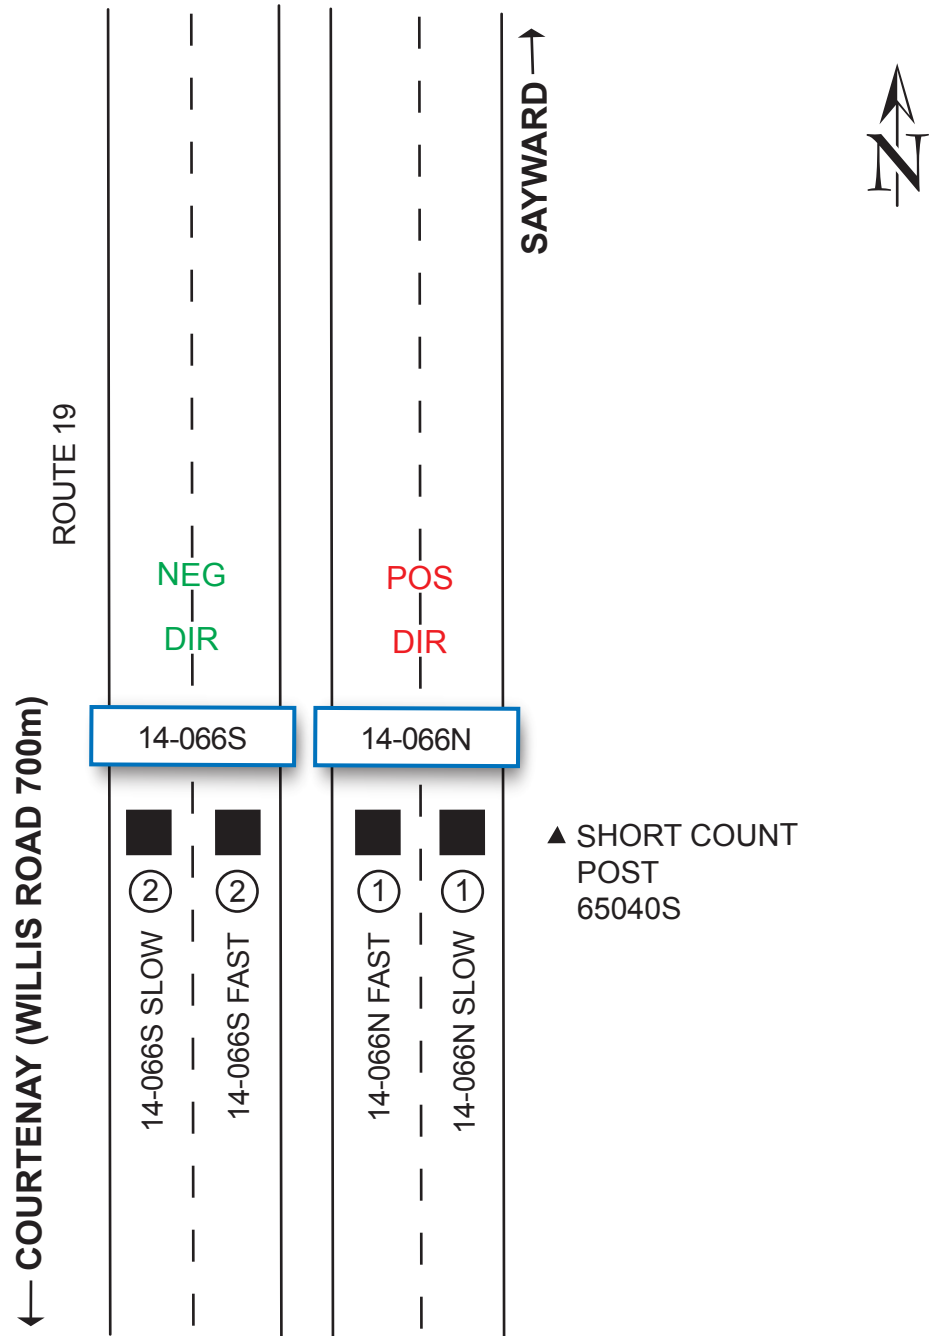 SAYWARD
N
ROUTE 19
NEG
DIR
POS
DIR
COURTENAY (WILLIS ROAD 700m)
14-066S
14-066N
SHORT COUNT
POST
65040S
2
2
1
1
14-066S SLOW
14-066S FAST
14-066N FAST
14-066N SLOW